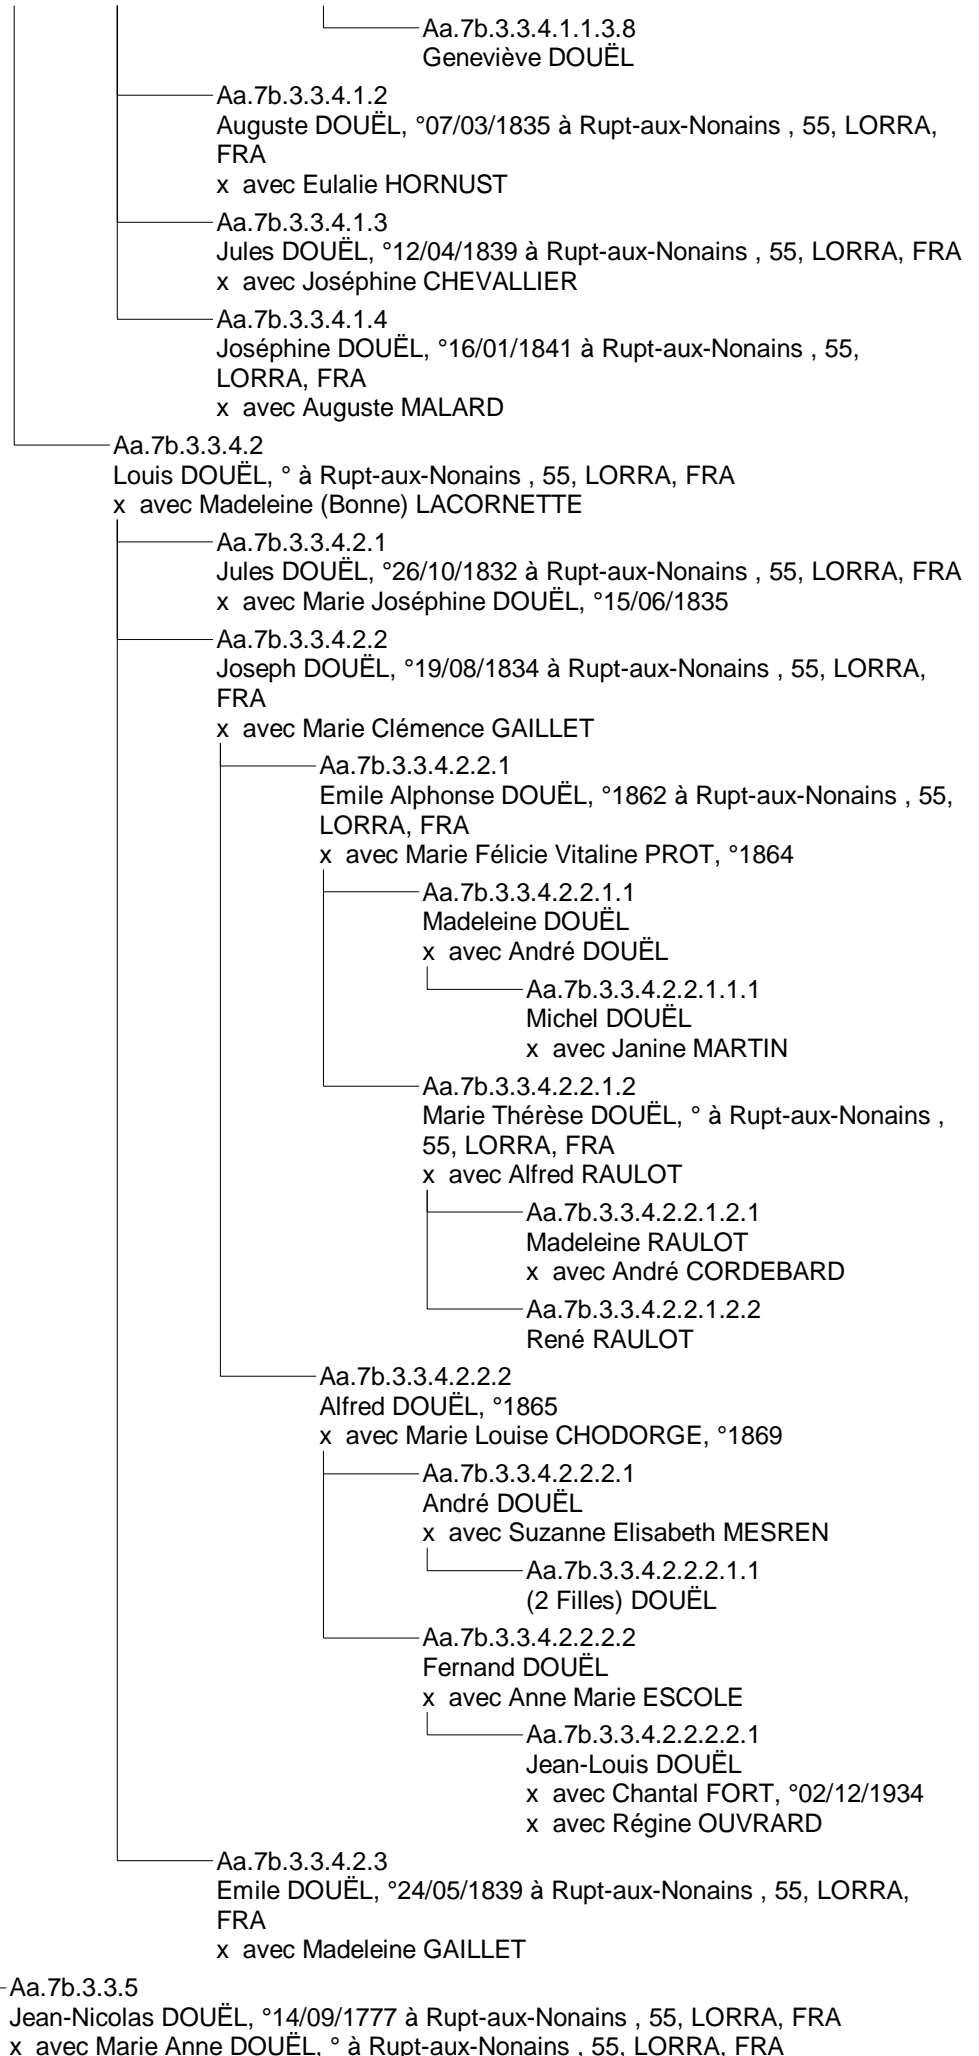 Aa.7b.3.3.4.1.1.3.8
Geneviève DOUËL
Aa.7b.3.3.4.1.2
Auguste DOUËL, °07/03/1835 à Rupt-aux-Nonains , 55, LORRA,
FRA
x  avec Eulalie HORNUST
Aa.7b.3.3.4.1.3
Jules DOUËL, °12/04/1839 à Rupt-aux-Nonains , 55, LORRA, FRA
x  avec Joséphine CHEVALLIER
Aa.7b.3.3.4.1.4
Joséphine DOUËL, °16/01/1841 à Rupt-aux-Nonains , 55,
LORRA, FRA
x  avec Auguste MALARD
Aa.7b.3.3.4.2
Louis DOUËL, ° à Rupt-aux-Nonains , 55, LORRA, FRA
x  avec Madeleine (Bonne) LACORNETTE
Aa.7b.3.3.4.2.1
Jules DOUËL, °26/10/1832 à Rupt-aux-Nonains , 55, LORRA, FRA
x  avec Marie Joséphine DOUËL, °15/06/1835
Aa.7b.3.3.4.2.2
Joseph DOUËL, °19/08/1834 à Rupt-aux-Nonains , 55, LORRA,
FRA
x  avec Marie Clémence GAILLET
Aa.7b.3.3.4.2.2.1
Emile Alphonse DOUËL, °1862 à Rupt-aux-Nonains , 55,
LORRA, FRA
x  avec Marie Félicie Vitaline PROT, °1864
Aa.7b.3.3.4.2.2.1.1
Madeleine DOUËL
x  avec André DOUËL
Aa.7b.3.3.4.2.2.1.1.1
Michel DOUËL
x  avec Janine MARTIN
Aa.7b.3.3.4.2.2.1.2
Marie Thérèse DOUËL, ° à Rupt-aux-Nonains ,
55, LORRA, FRA
x  avec Alfred RAULOT
Aa.7b.3.3.4.2.2.1.2.1
Madeleine RAULOT
x  avec André CORDEBARD
Aa.7b.3.3.4.2.2.1.2.2
René RAULOT
Aa.7b.3.3.4.2.2.2
Alfred DOUËL, °1865
x  avec Marie Louise CHODORGE, °1869
Aa.7b.3.3.4.2.2.2.1
André DOUËL
x  avec Suzanne Elisabeth MESREN
Aa.7b.3.3.4.2.2.2.1.1
(2 Filles) DOUËL
Aa.7b.3.3.4.2.2.2.2
Fernand DOUËL
x  avec Anne Marie ESCOLE
Aa.7b.3.3.4.2.2.2.2.1
Jean-Louis DOUËL
x  avec Chantal FORT, °02/12/1934
x  avec Régine OUVRARD
Aa.7b.3.3.4.2.3
Emile DOUËL, °24/05/1839 à Rupt-aux-Nonains , 55, LORRA,
FRA
x  avec Madeleine GAILLET
Aa.7b.3.3.5
Jean-Nicolas DOUËL, °14/09/1777 à Rupt-aux-Nonains , 55, LORRA, FRA
x  avec Marie Anne DOUËL, ° à Rupt-aux-Nonains , 55, LORRA, FRA